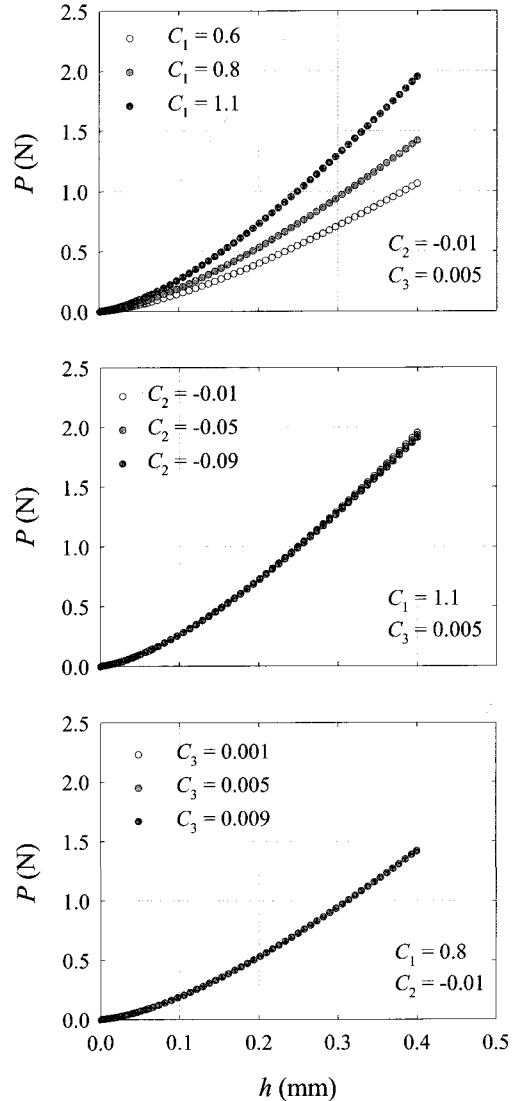 C1 = 0.6
C1 = 0.8
C1 = 1.1
2.5
2.0
1.5
1.0
0.5
0.0
P (N)
C2 = -0.01
C3 = 0.005
C2 = -0.01
C2 = -0.05
C2 = -0.09
2.5
2.0
1.5
1.0
0.5
0.0
P (N)
C1 = 1.1
C3 = 0.005
C3 = 0.001
C3 = 0.005
C3 = 0.009
2.5
2.0
1.5
1.0
0.5
0.0
P (N)
C1 = 0.8
C2 = -0.01
0.0 0.1 0.2 0.3 0.4 0.5
h (mm)